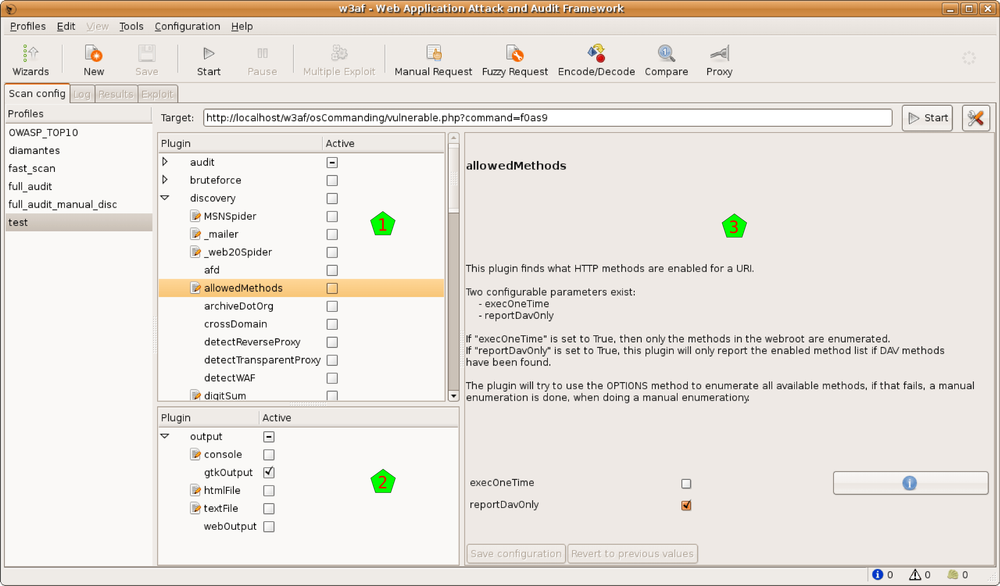 w3af - Web Application Attack and Audit Framework
Profiles Edit View Tools Configuration Help
Wizards New Save Start Pause Multiple Exploit Manual Request Fuzzy Request Encode/Decode Compare Proxy
Scan config Log Results Exploit
Profiles
OWASP_TOP10
diamantes
fast_scan
full_audit
full_audit_manual_disc
test
Target: http://localhost/w3af/osCommanding/vulnerable.php?command=f0as9 Start
Plugin Active
audit
bruteforce
discovery
MSNSpider
_mailer
_web20Spider
afd
allowedMethods
archiveDotOrg
crossDomain
detectReverseProxy
detectTransparentProxy
detectWAF
digitSum
1
Plugin Active
output
console
gtkOutput
htmlFile
textFile
webOutput
2
allowedMethods
3
This plugin finds what HTTP methods are enabled for a URI.
Two configurable parameters exist:
- execOneTime
- reportDavOnly
If "execOneTime" is set to True, then only the methods in the webroot are enumerated.
If "reportDavOnly" is set to True, this plugin will only report the enabled method list if DAV methods
have been found.
The plugin will try to use the OPTIONS method to enumerate all available methods, if that fails, a manual
enumeration is done, when doing a manual enumerationy.
execOneTime
reportDavOnly
Save configuration Revert to previous values
0 0 0